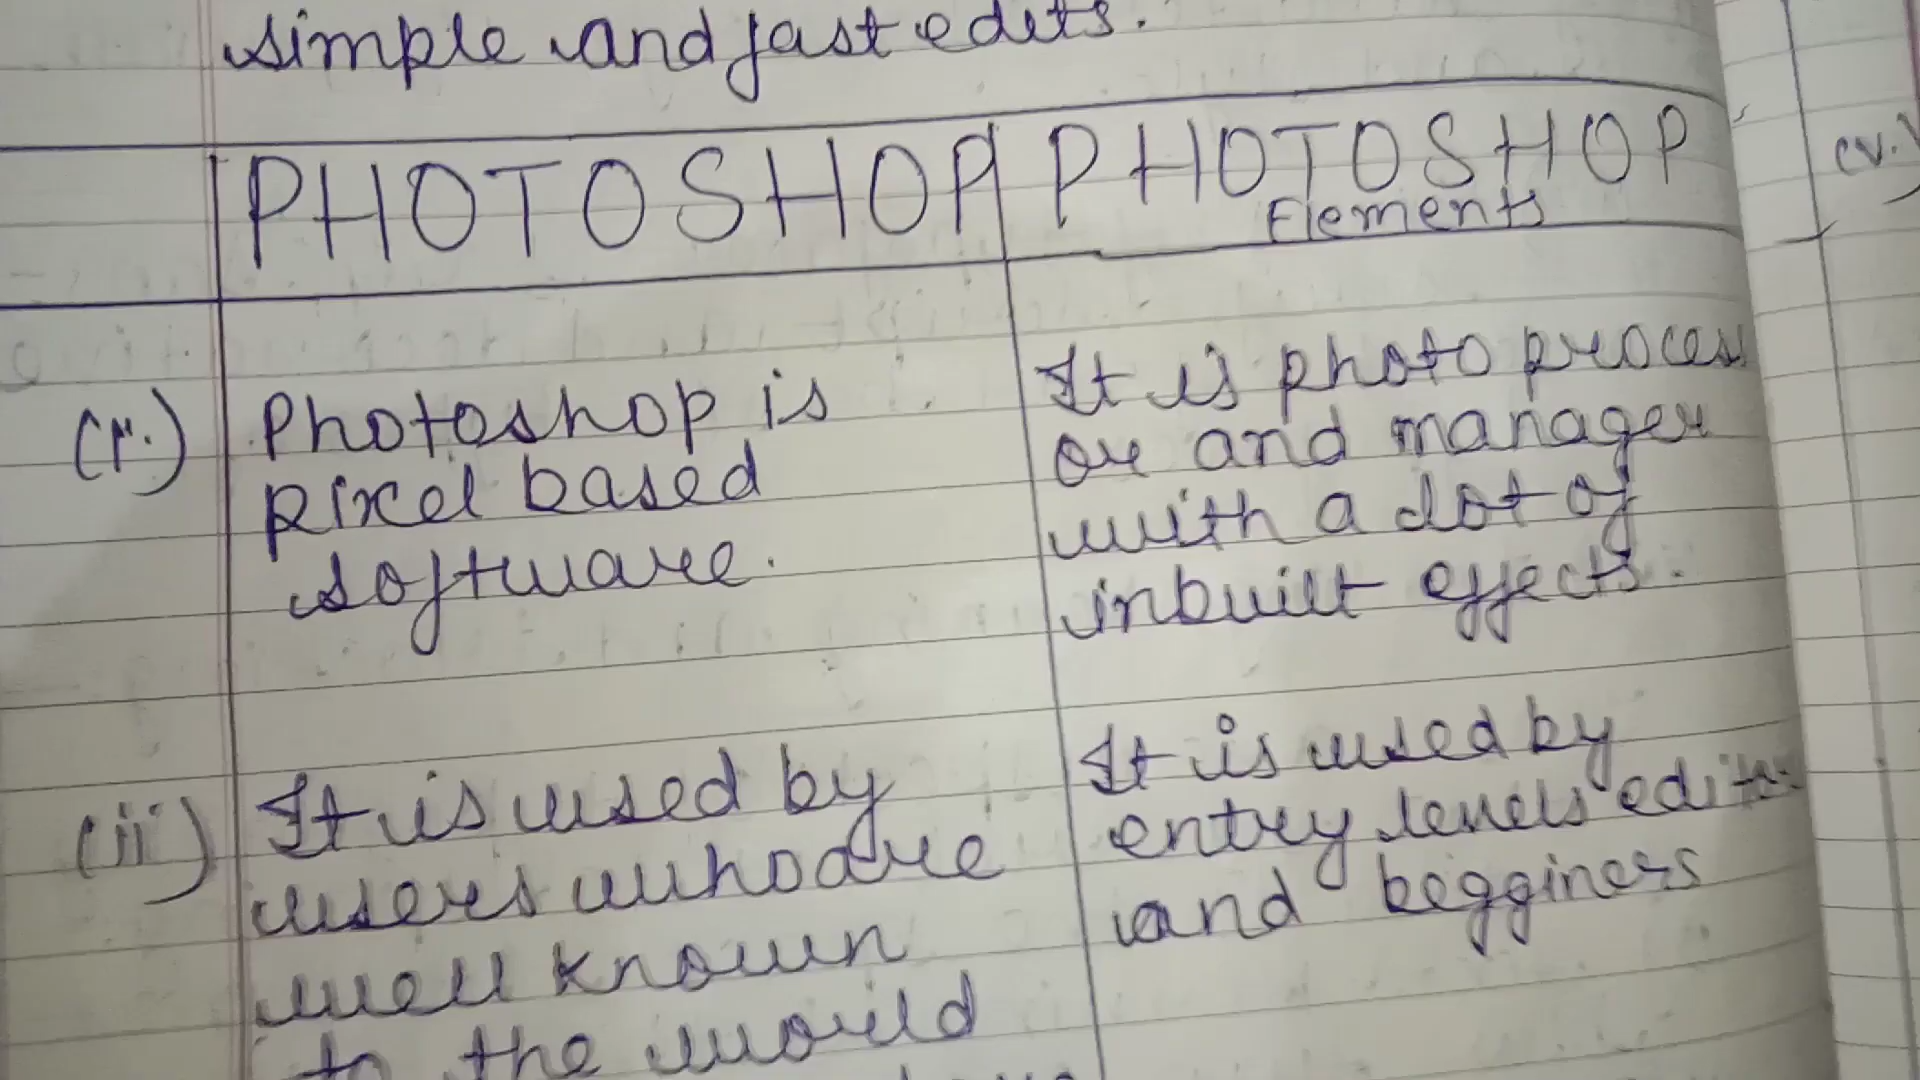 simple and fast edits.
PHOTOSHOP PHOTOSHOP
Elements
(i.) Photoshop is
pixel based
software.
It is photo process
or and manager
with a lot of
inbuilt effects.
(ii) It is used by
users who are
well known
to the world
It is used by
entry levels editors
and begginers
(v.)